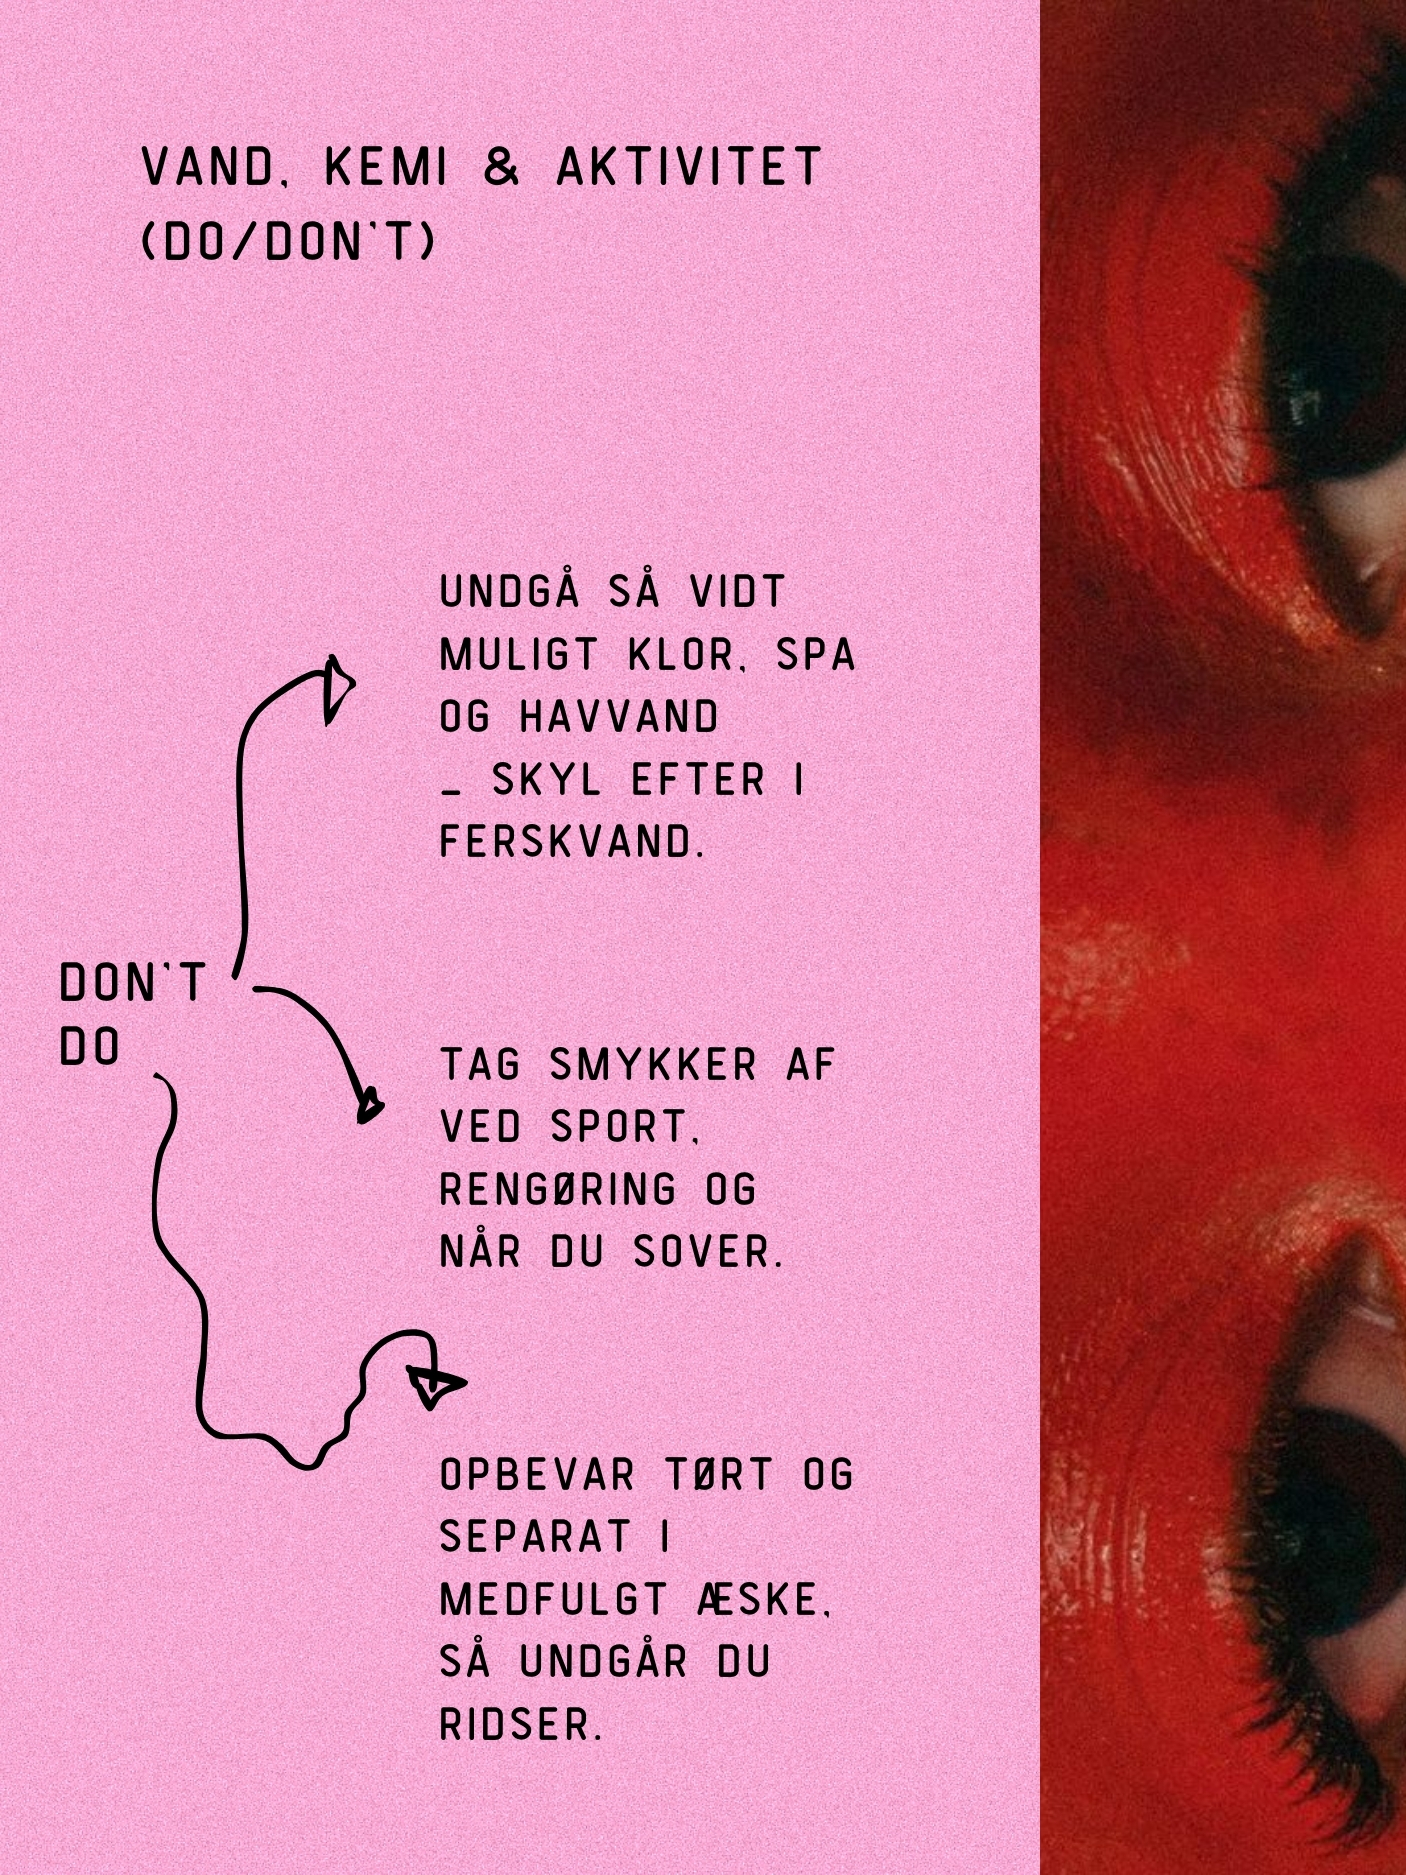 VAND, KEMI & AKTIVITET
(DO/DON'T)
UNDGÅ SÅ VIDT
MULIGT KLOR, SPA
OG HAVVAND
_ SKYL EFTER I
FERSKVAND.
DON'T
DO
TAG SMYKKER AF
VED SPORT,
RENGØRING OG
NÅR DU SOVER.
OPBEVAR TØRT OG
SEPARAT I
MEDFULGT ÆSKE,
SÅ UNDGÅR DU
RIDSER.